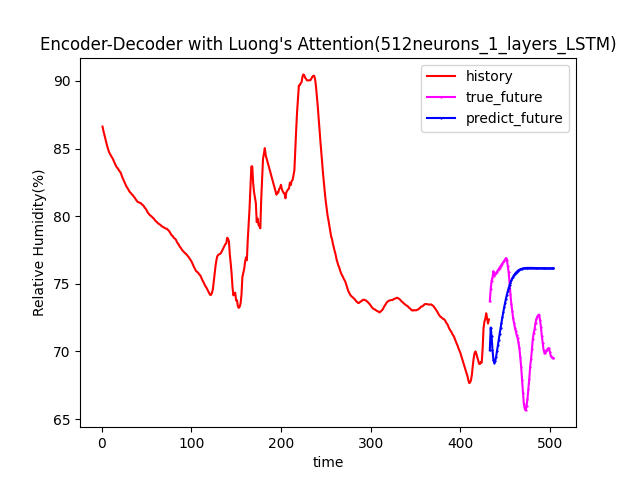 Encoder-Decoder with Luong's Attention(512neurons_1_layers_LSTM)
history
true_future
predict_future
Relative Humidity(%)
90
85
80
75
70
65
0 100 200 300 400 500
time